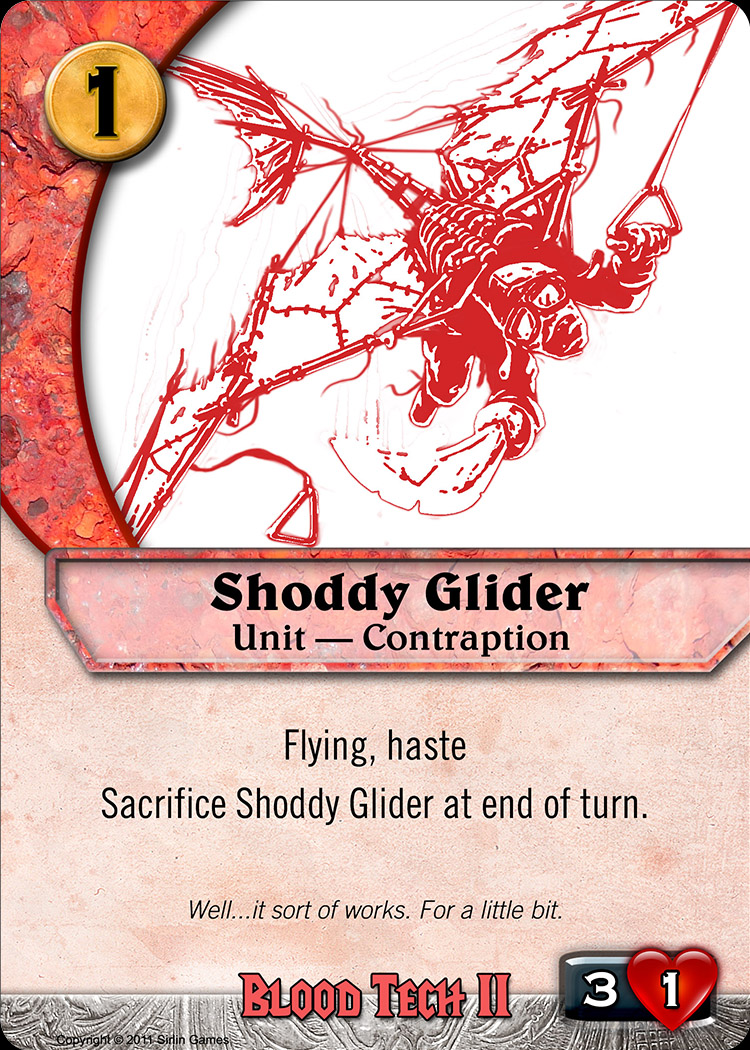 1
Shoddy Glider
Unit — Contraption
Flying, haste
Sacrifice Shoddy Glider at end of turn.
Well...it sort of works. For a little bit.
Blood Tech II
3 1
Copyright © 2011 Sirlin Games